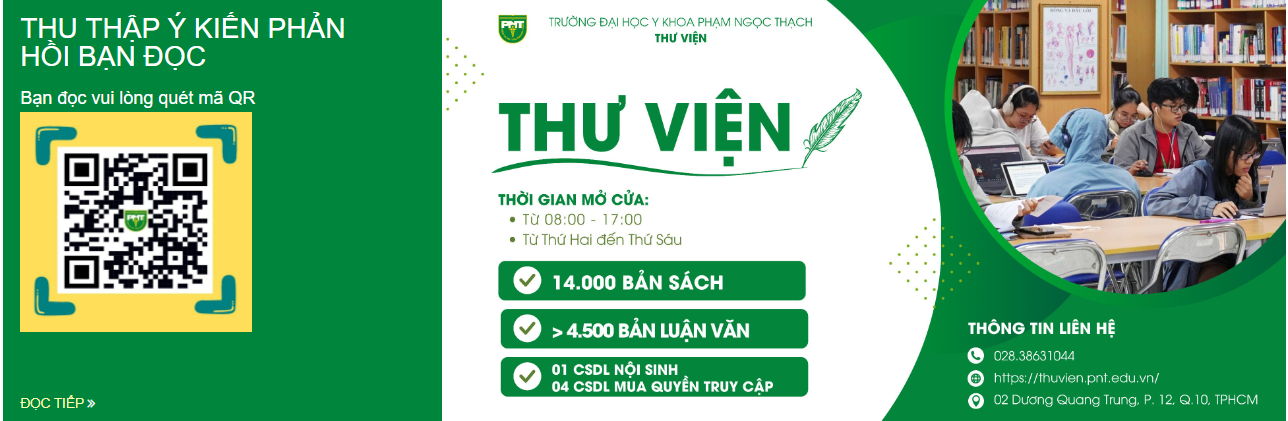 THU THẬP Ý KIẾN PHẢN
HỒI BẠN ĐỌC
Bạn đọc vui lòng quét mã QR
PNT
ĐỌC TIẾP »
PNT
TRƯỜNG ĐẠI HỌC Y KHOA PHẠM NGỌC THẠCH
THƯ VIỆN
THƯ VIỆN
THỜI GIAN MỞ CỬA:
• Từ 08:00 - 17:00
• Từ Thứ Hai đến Thứ Sáu
14.000 BẢN SÁCH
> 4.500 BẢN LUẬN VĂN
01 CSDL NỘI SINH
04 CSDL MUA QUYỀN TRUY CẬP
THÔNG TIN LIÊN HỆ
028.38631044
https://thuvien.pnt.edu.vn/
02 Dương Quang Trung, P. 12, Q.10, TPHCM